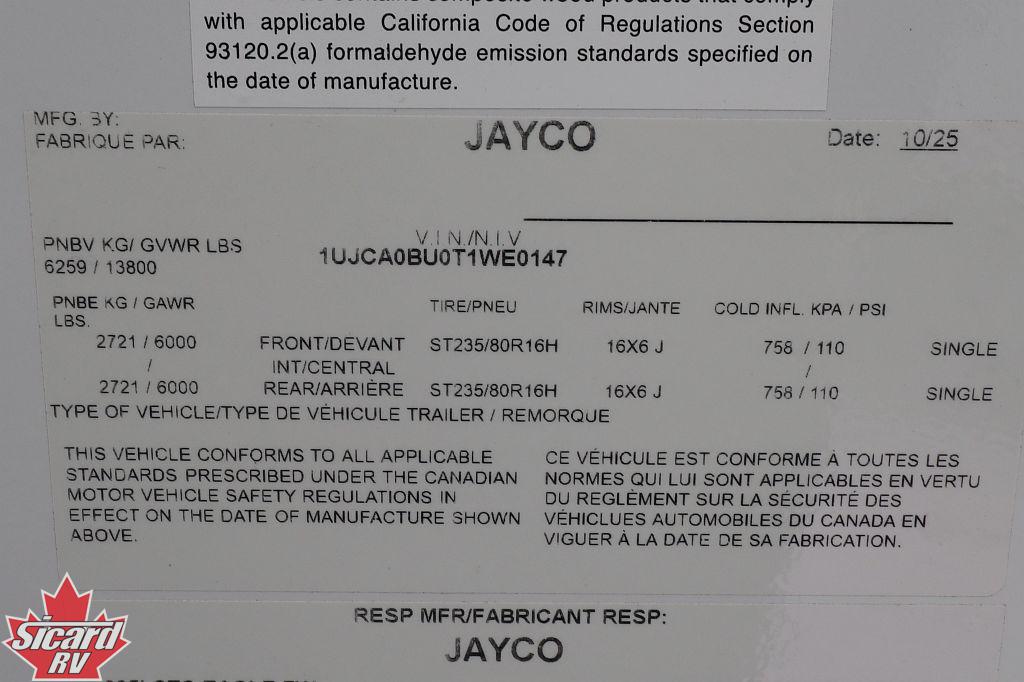 with applicable California Code of Regulations Section
93120.2(a) formaldehyde emission standards specified on
the date of manufacture.
MFG. BY:
FABRIQUE PAR:
JAYCO
Date: 10/25
V.I.N./N.I.V
PNBV KG/ GVWR LBS
1UJCA0BU0T1WE0147
6259 / 13800
PNBE KG / GAWR TIRE/PNEU RIMS/JANTE COLD INFL. KPA / PSI
LBS.
2721 / 6000 FRONT/DEVANT ST235/80R16H 16X6 J 758 / 110 SINGLE
/ INT/CENTRAL /
2721 / 6000 REAR/ARRIÈRE ST235/80R16H 16X6 J 758 / 110 SINGLE
TYPE OF VEHICLE/TYPE DE VÉHICULE TRAILER / REMORQUE
THIS VEHICLE CONFORMS TO ALL APPLICABLE
STANDARDS PRESCRIBED UNDER THE CANADIAN
MOTOR VEHICLE SAFETY REGULATIONS IN
EFFECT ON THE DATE OF MANUFACTURE SHOWN
ABOVE.
CE VÉHICULE EST CONFORME À TOUTES LES
NORMES QUI LUI SONT APPLICABLES EN VERTU
DU REGLÈMENT SUR LA SÉCURITÉ DES
VÉHICLUES AUTOMOBILES DU CANADA EN
VIGUER À LA DATE DE SA FABRICATION.
RESP MFR/FABRICANT RESP:
JAYCO
Sicard
RV